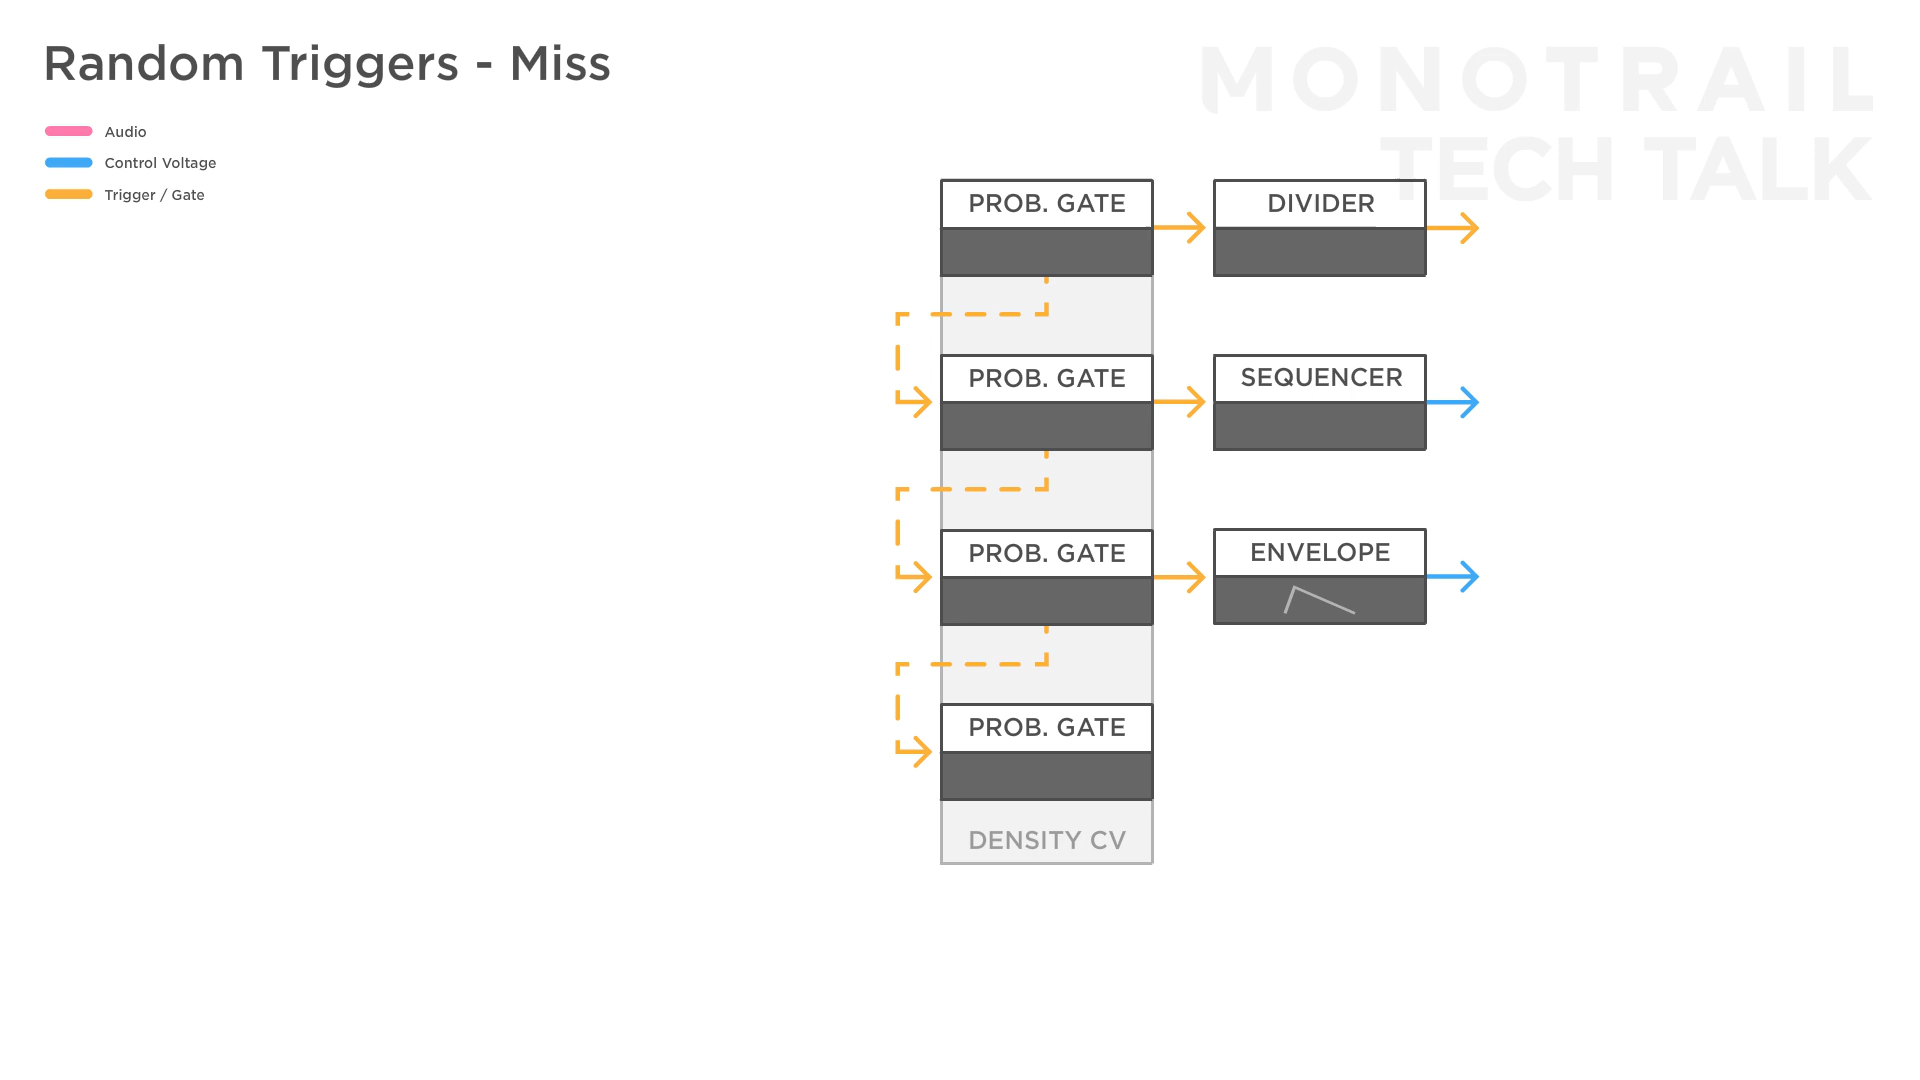 Random Triggers - Miss
MONOTRAIL
TECH TALK
Audio
Control Voltage
Trigger / Gate
PROB. GATE
DIVIDER
PROB. GATE
SEQUENCER
PROB. GATE
ENVELOPE
PROB. GATE
DENSITY CV